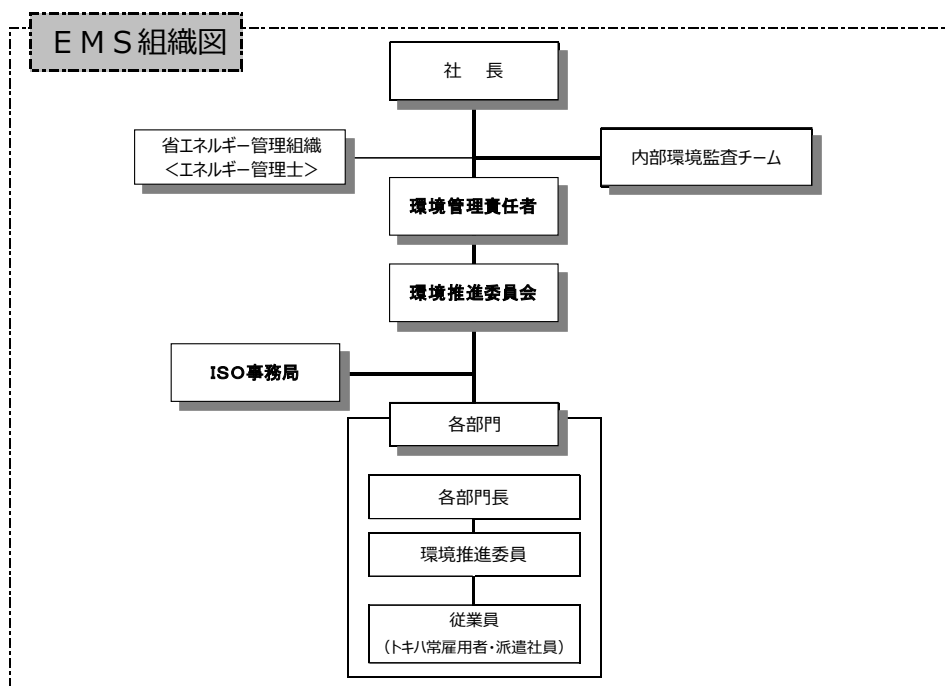 ＥＭＳ組織図
社　長
省エネルギー管理組織
＜エネルギー管理士＞
内部環境監査チーム
環境管理責任者
環境推進委員会
ISO事務局
各部門
各部門長
環境推進委員
従業員
（トキハ常雇用者・派遣社員）